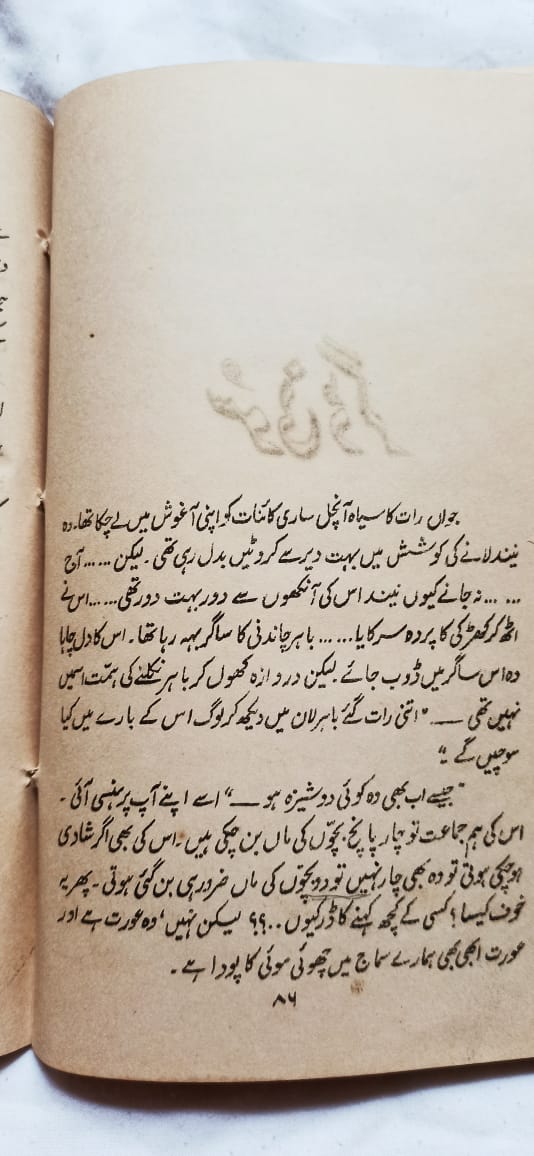 جواں رات کا سیاہ آنچل ساری کائنات کو اپنی آغوش میں لے چکا تھا۔ وہ
نیند لانے کی کوشش میں بہت دیر سے کروٹیں بدل رہی تھی۔ لیکن ...... آج
...... نہ جانے کیوں نیند اس کی آنکھوں سے دور بہت دور تھی ...... اس نے
اٹھ کر کھڑکی کا پردہ سرکایا ...... باہر چاندنی کا ساگر بہہ رہا تھا۔ اس کا دل چاہا
وہ اس ساگر میں ڈوب جائے لیکن دروازہ کھول کر باہر نکلنے کی ہمّت اسمیں
نہیں تھی ــــ "اتنی رات گئے باہر لان میں دیکھ کر لوگ اس کے بارے میں کیا
سوچیں گے۔"
"جیسے اب بھی وہ کوئی دوشیزہ ہو ــــ" اسے اپنے آپ پر ہنسی آئی۔
اس کی ہم جماعت تو چار پانچ بچّوں کی ماں بن چکی ہیں۔ اس کی بھی اگر شادی
ہو چکی ہوتی تو وہ بھی چار نہیں تو دو بچّوں کی ماں ضرور ہی بن گئی ہوتی۔ پھر یہ
خوف کیسا؟ کسی کے کچھ کہنے کا ڈر کیوں ..؟؟ لیکن نہیں' وہ عورت ہے اور
عورت ابھی بھی ہمارے سماج میں چھوئی موئی کا پودا ہے۔
۸۶